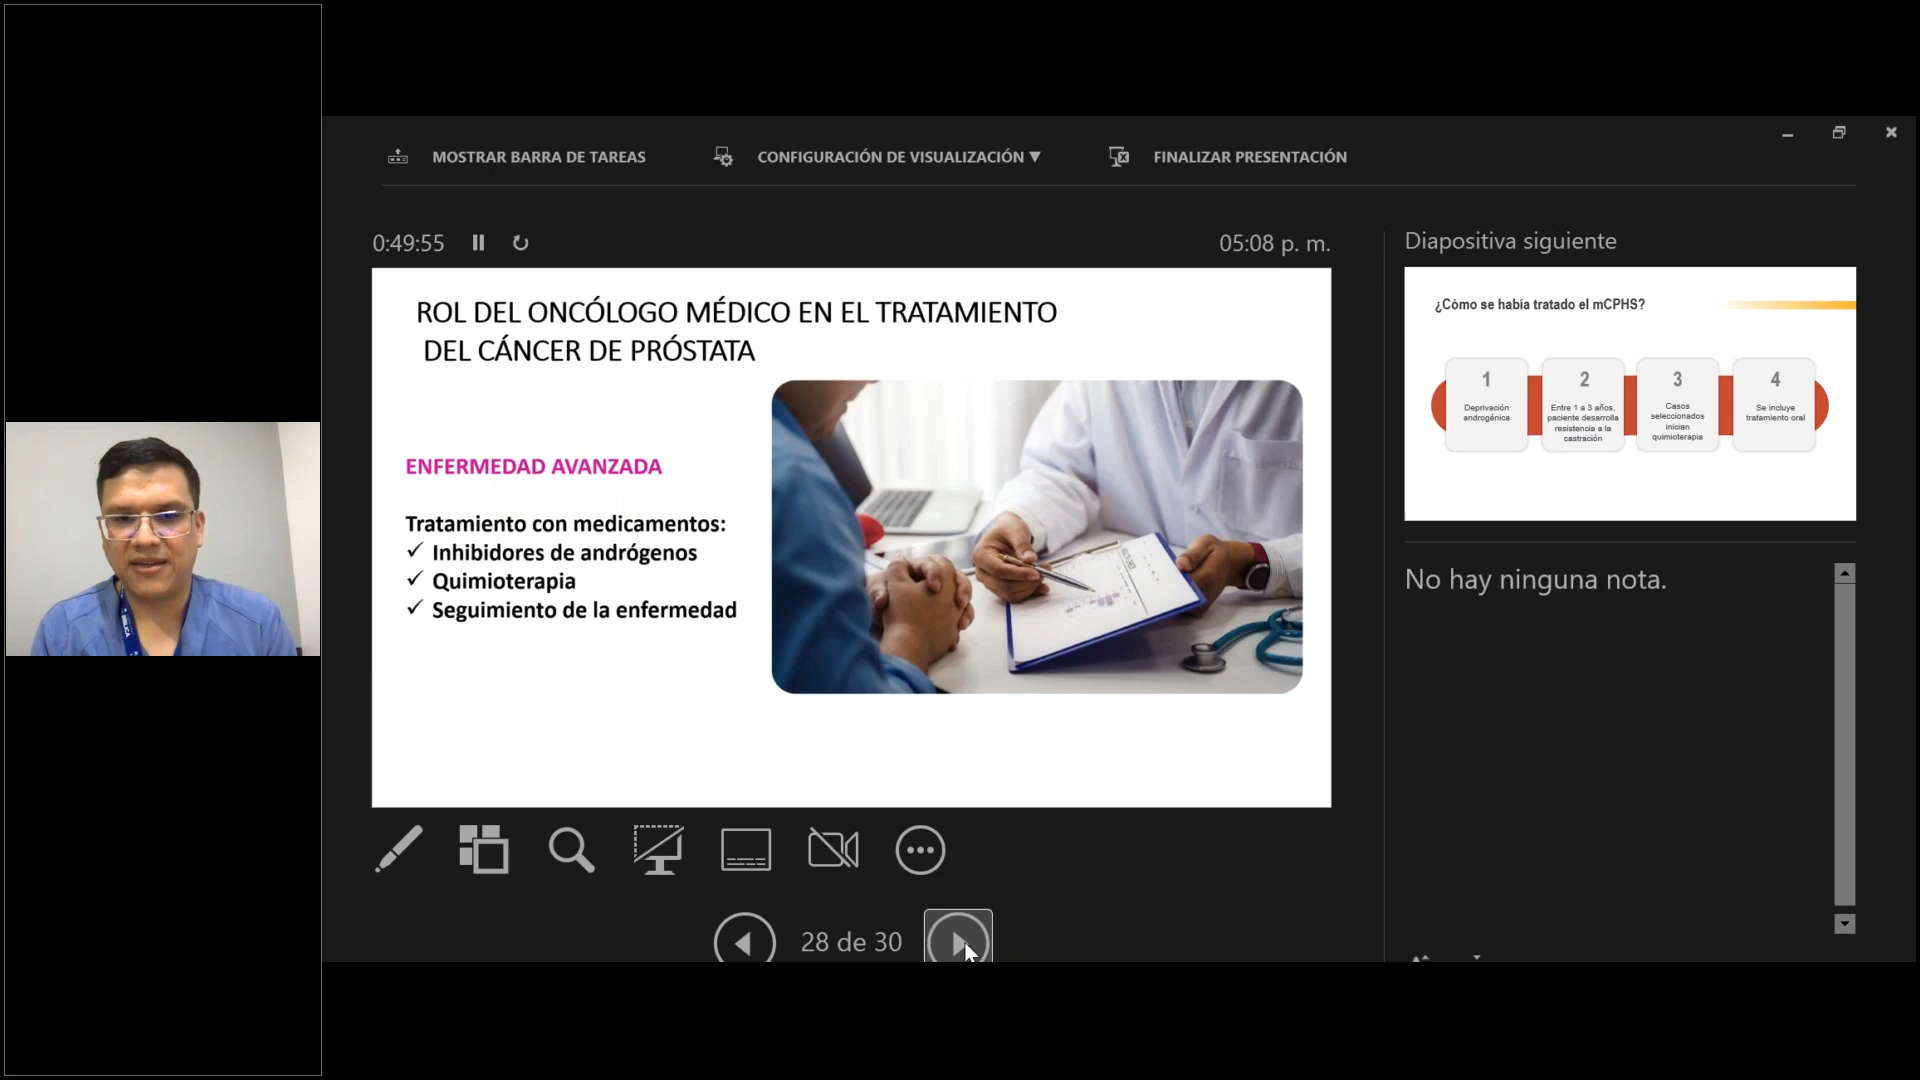 MOSTRAR BARRA DE TAREAS
CONFIGURACIÓN DE VISUALIZACIÓN ▼
FINALIZAR PRESENTACIÓN
0:49:55
05:08 p. m.
ROL DEL ONCÓLOGO MÉDICO EN EL TRATAMIENTO
DEL CÁNCER DE PRÓSTATA
ENFERMEDAD AVANZADA
Tratamiento con medicamentos:
✓ Inhibidores de andrógenos
✓ Quimioterapia
✓ Seguimiento de la enfermedad
28 de 30
Diapositiva siguiente
¿Cómo se había tratado el mCPHS?
1
Deprivación
androgénica
2
Entre 1 a 3 años,
paciente desarrolla
resistencia a la
castración
3
Casos
seleccionados
inician
quimioterapia
4
Se incluye
tratamiento oral
No hay ninguna nota.